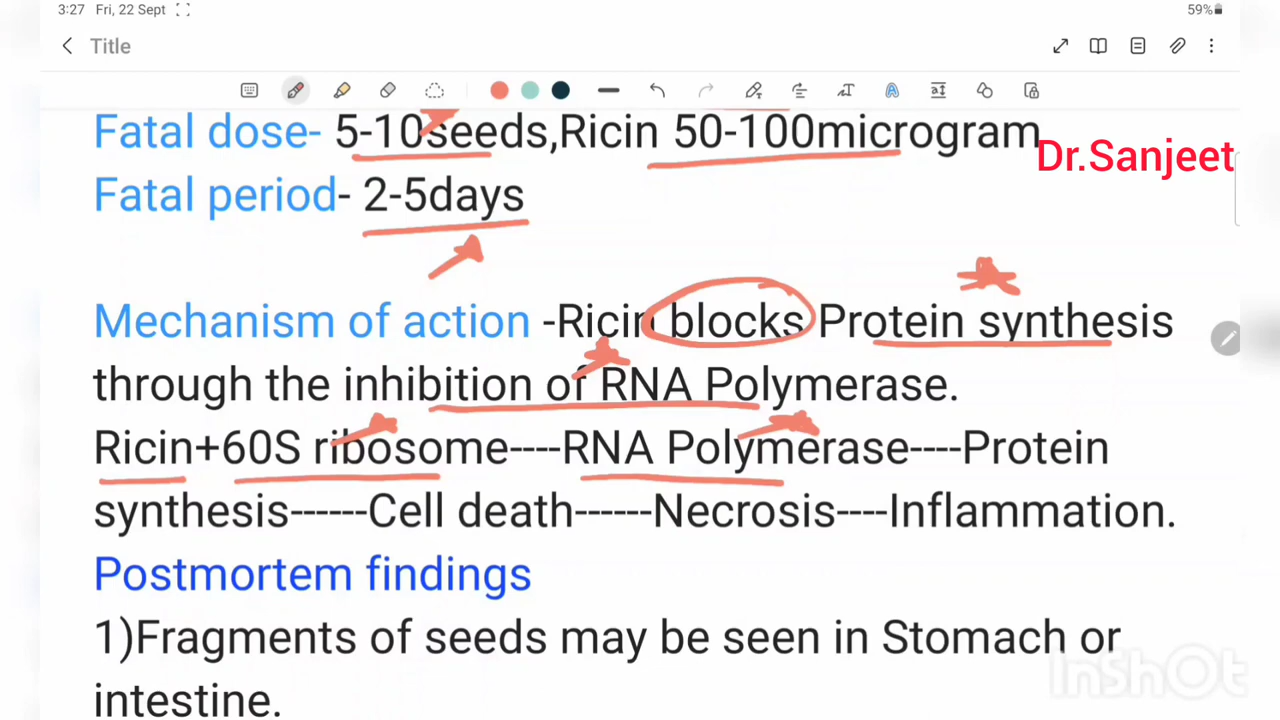 3:27 Fri, 22 Sept
59%
Title
Fatal dose- 5-10seeds,Ricin 50-100microgram
Dr.Sanjeet
Fatal period- 2-5days
Mechanism of action -Ricin blocks Protein synthesis
through the inhibition of RNA Polymerase.
Ricin+60S ribosome----RNA Polymerase----Protein
synthesis------Cell death------Necrosis----Inflammation.
Postmortem findings
1)Fragments of seeds may be seen in Stomach or
intestine.
InShOt